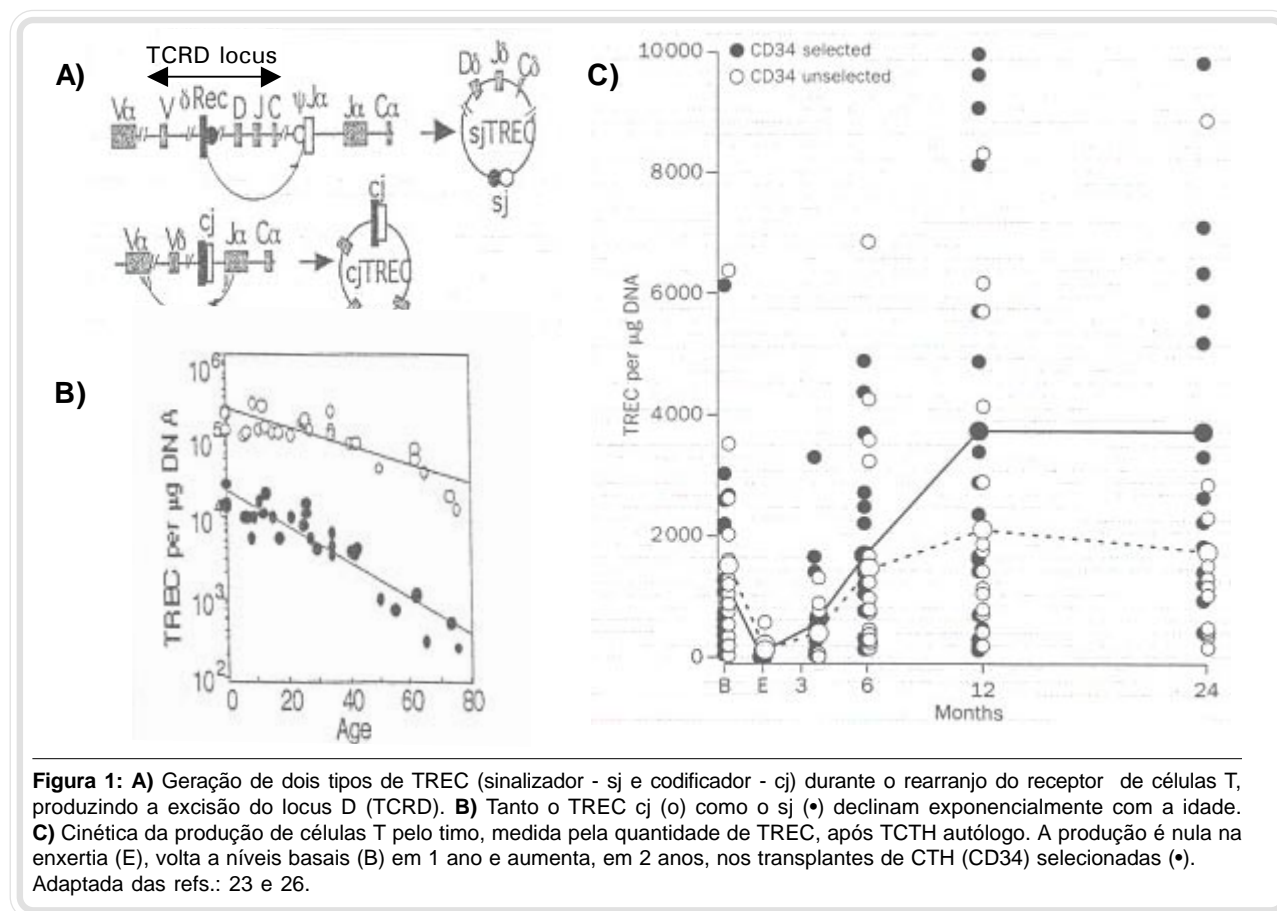 A)
TCRD locus
Vα V δRec D J C ψJα Jα Cα
Dδ Jδ Cδ
sjTREC
sj
Vα Vδ cj Jα Cα
cj
cjTREC
B)
TREC per µg DNA
10⁶
10⁵
10⁴
10³
10²
0 20 40 60 80
Age
C)
CD34 selected
CD34 unselected
TREC per µg DNA
10000
8000
6000
4000
2000
0
B E 3 6 12 24
Months
Figura 1: A) Geração de dois tipos de TREC (sinalizador - sj e codificador - cj) durante o rearranjo do receptor de células T,
produzindo a excisão do locus D (TCRD). B) Tanto o TREC cj (o) como o sj (•) declinam exponencialmente com a idade.
C) Cinética da produção de células T pelo timo, medida pela quantidade de TREC, após TCTH autólogo. A produção é nula na
enxertia (E), volta a níveis basais (B) em 1 ano e aumenta, em 2 anos, nos transplantes de CTH (CD34) selecionadas (•).
Adaptada das refs.: 23 e 26.